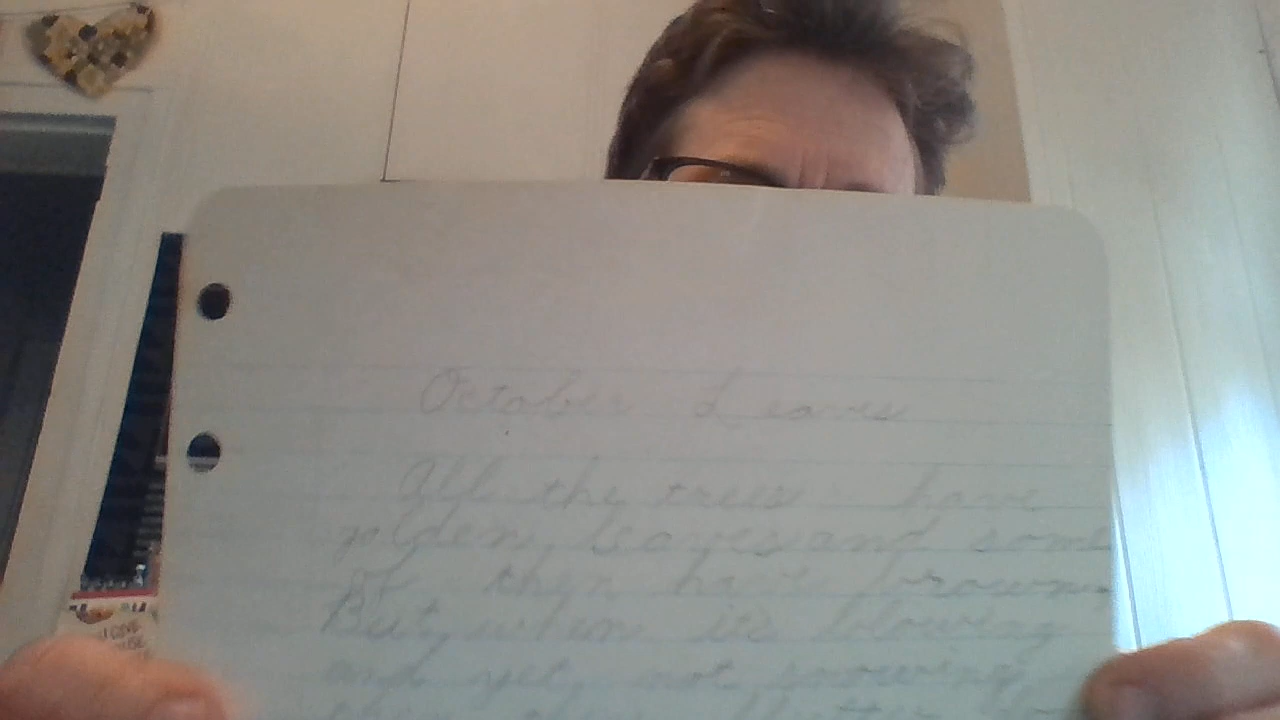 October Leaves
All the trees have
golden leaves and some
of them have brown.
But when its blowing
and yet not snowing
I GIVE